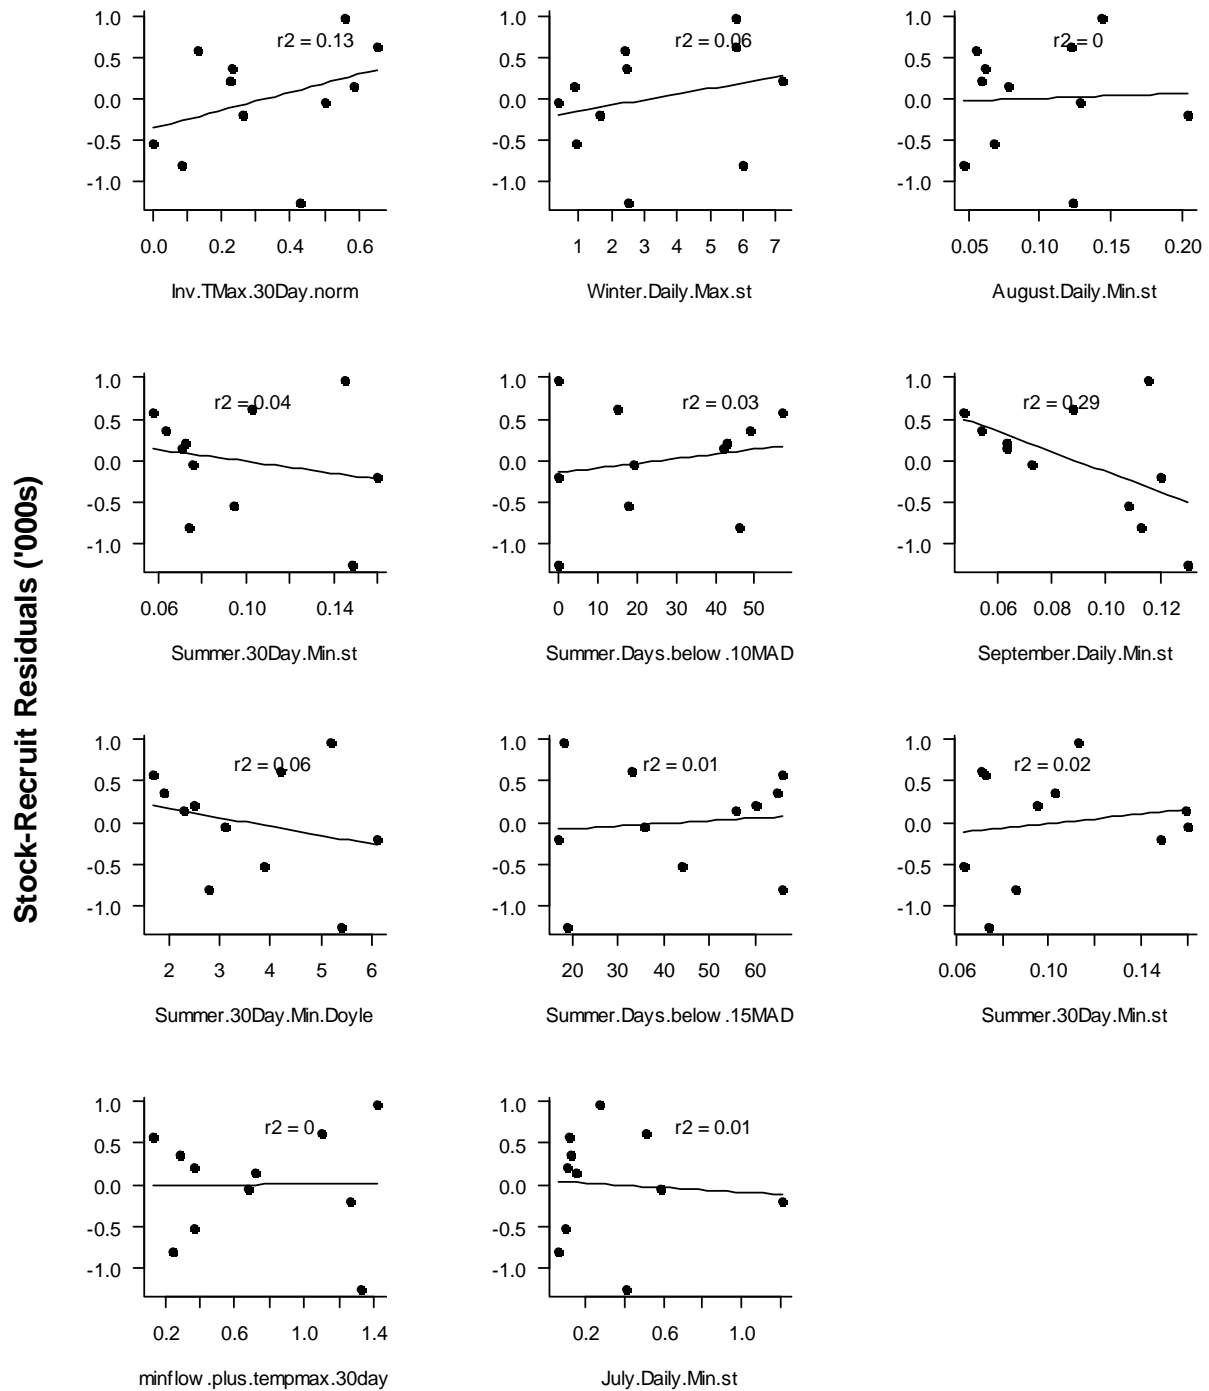 Stock-Recruit Residuals ('000s)
1.0
0.5
0.0
-0.5
-1.0
r2 = 0.13
0.0 0.2 0.4 0.6
Inv.TMax.30Day.norm
1.0
0.5
0.0
-0.5
-1.0
r2 = 0.06
1 2 3 4 5 6 7
Winter.Daily.Max.st
1.0
0.5
0.0
-0.5
-1.0
r2 = 0
0.05 0.10 0.15 0.20
August.Daily.Min.st
1.0
0.5
0.0
-0.5
-1.0
r2 = 0.04
0.06 0.10 0.14
Summer.30Day.Min.st
1.0
0.5
0.0
-0.5
-1.0
r2 = 0.03
0 10 20 30 40 50
Summer.Days.below .10MAD
1.0
0.5
0.0
-0.5
-1.0
r2 = 0.29
0.06 0.08 0.10 0.12
September.Daily.Min.st
1.0
0.5
0.0
-0.5
-1.0
r2 = 0.06
2 3 4 5 6
Summer.30Day.Min.Doyle
1.0
0.5
0.0
-0.5
-1.0
r2 = 0.01
20 30 40 50 60
Summer.Days.below .15MAD
1.0
0.5
0.0
-0.5
-1.0
r2 = 0.02
0.06 0.10 0.14
Summer.30Day.Min.st
1.0
0.5
0.0
-0.5
-1.0
r2 = 0
0.2 0.6 1.0 1.4
minflow .plus.tempmax.30day
1.0
0.5
0.0
-0.5
-1.0
r2 = 0.01
0.2 0.6 1.0
July.Daily.Min.st